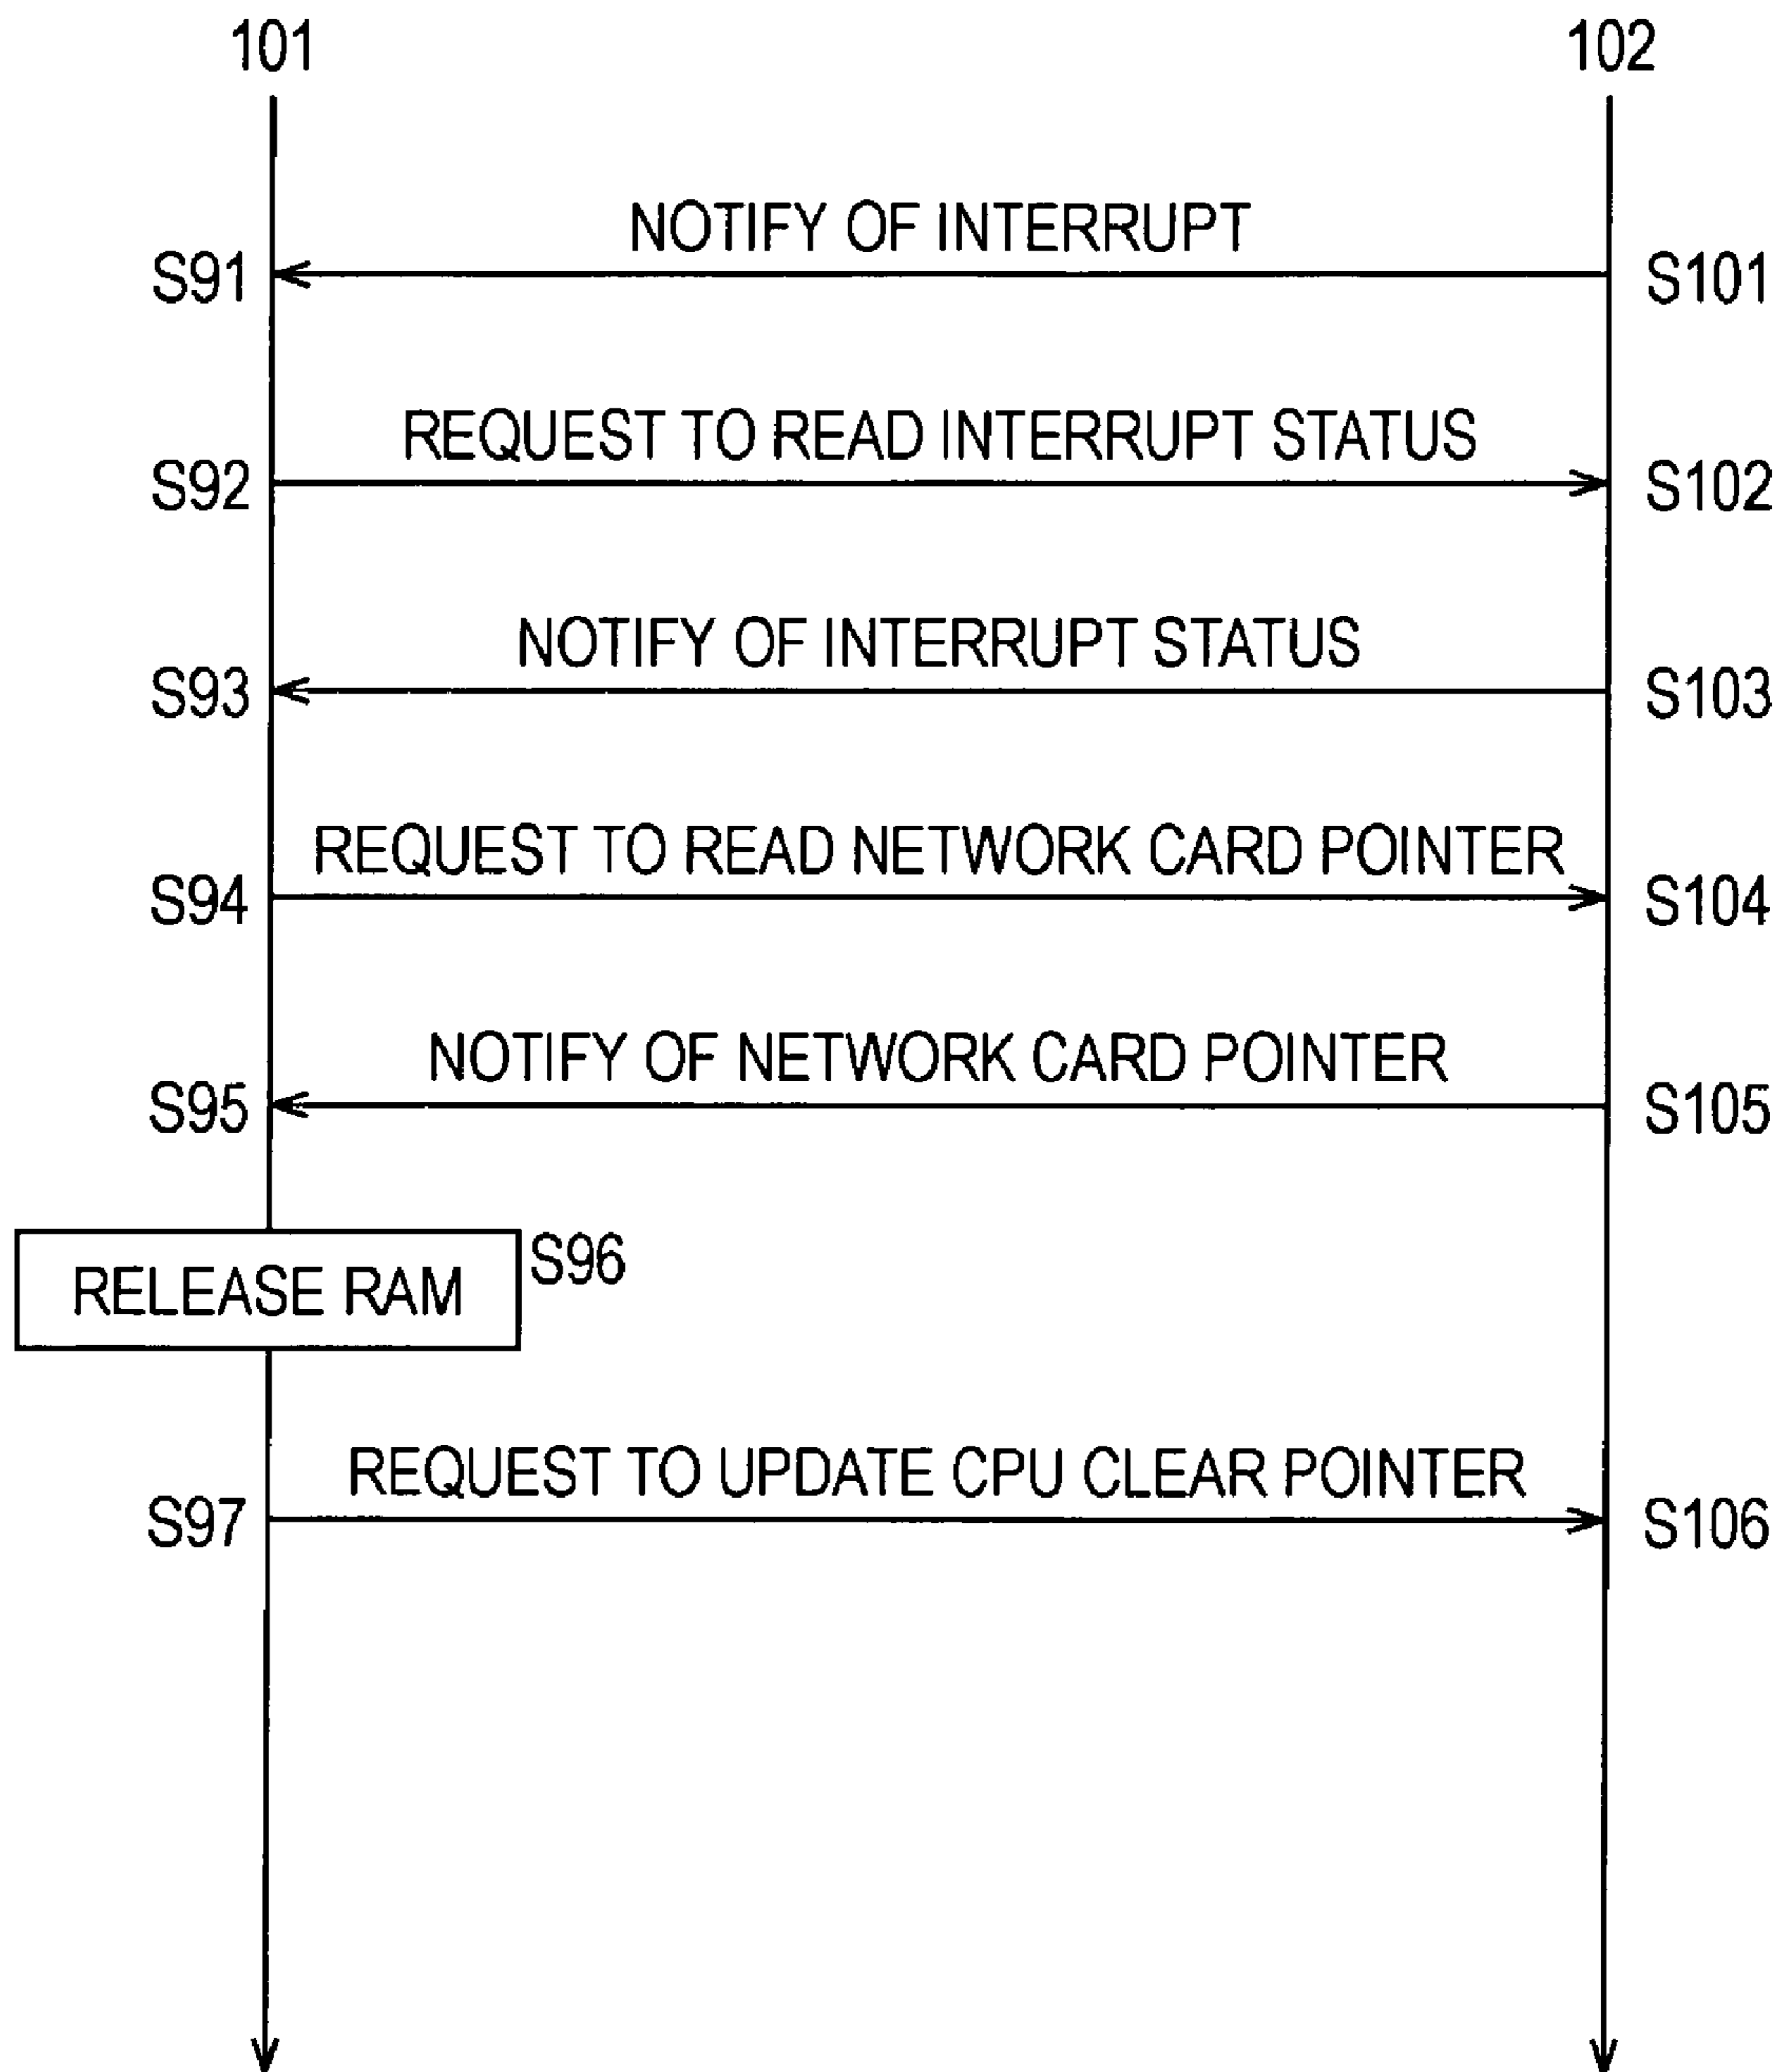 101
102
NOTIFY OF INTERRUPT
S91
S101
REQUEST TO READ INTERRUPT STATUS
S92
S102
NOTIFY OF INTERRUPT STATUS
S93
S103
REQUEST TO READ NETWORK CARD POINTER
S94
S104
NOTIFY OF NETWORK CARD POINTER
S95
S105
RELEASE RAM
S96
REQUEST TO UPDATE CPU CLEAR POINTER
S97
S106